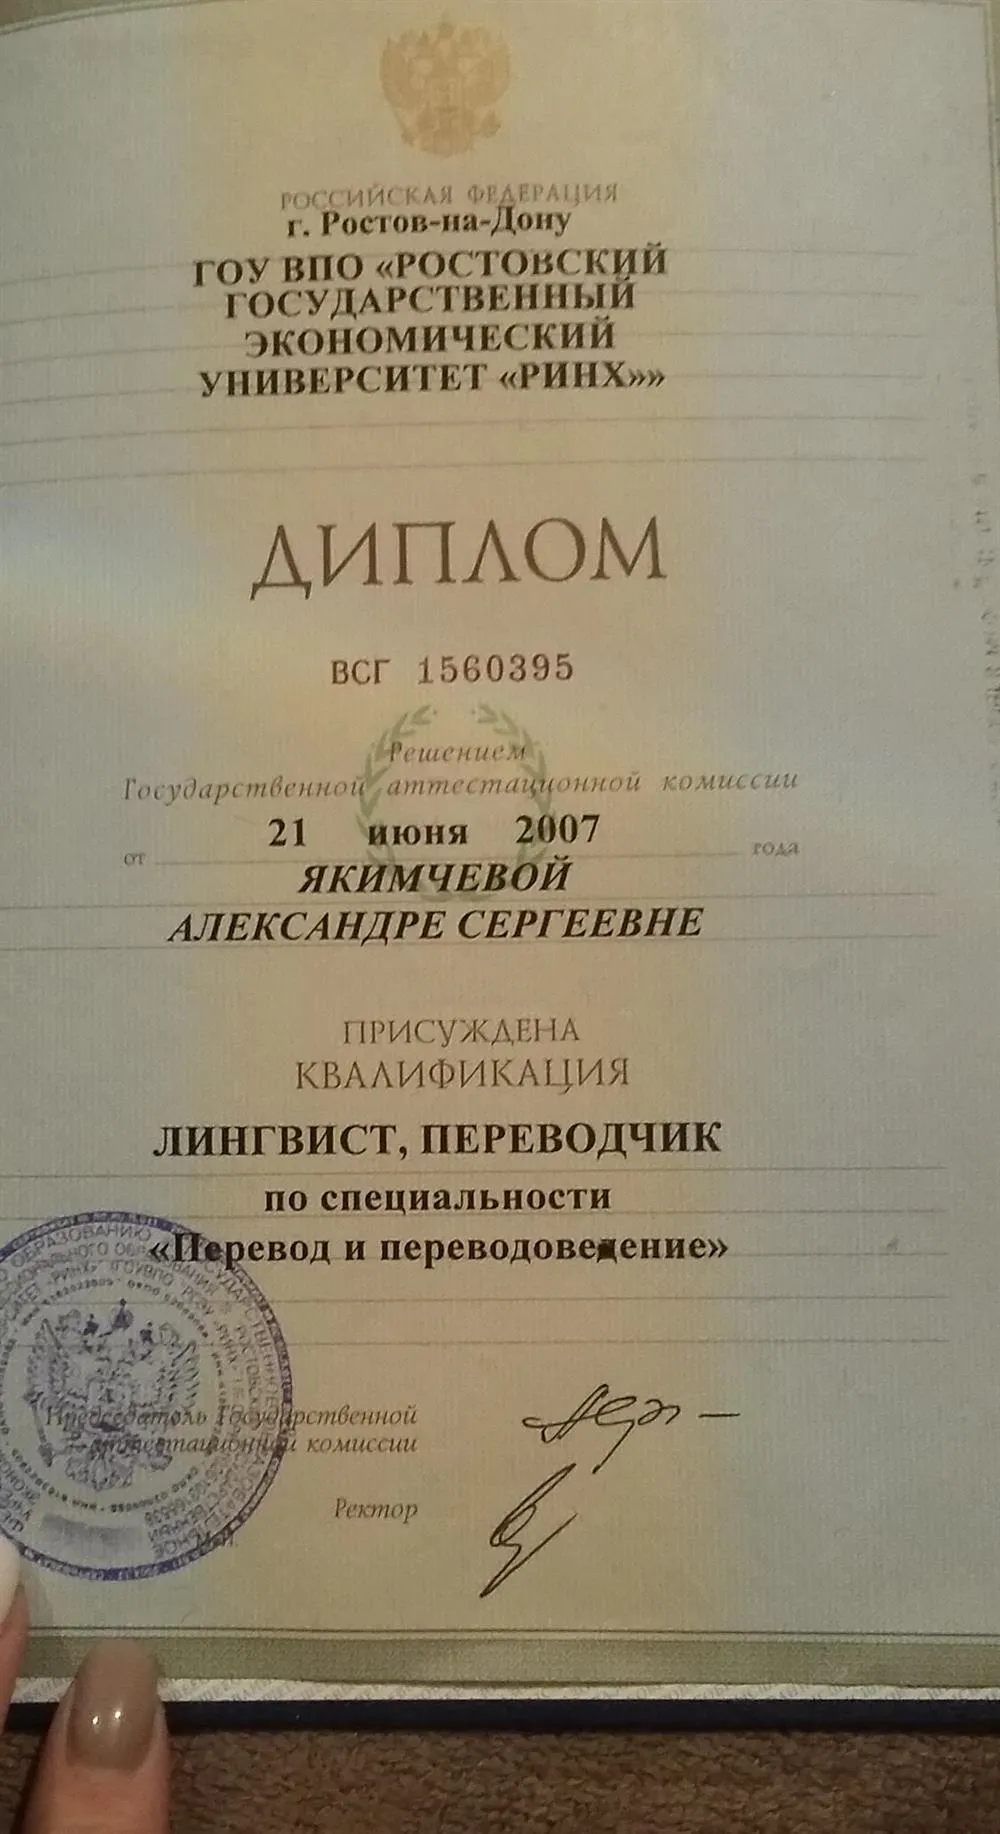 РОССИЙСКАЯ ФЕДЕРАЦИЯ
г. Ростов-на-Дону
ГОУ ВПО «РОСТОВСКИЙ
ГОСУДАРСТВЕННЫЙ
ЭКОНОМИЧЕСКИЙ
УНИВЕРСИТЕТ «РИНХ»»
ДИПЛОМ
ВСГ 1560395
Решением
Государственной аттестационной комиссии
от 21 июня 2007 года
ЯКИМЧЕВОЙ
АЛЕКСАНДРЕ СЕРГЕЕВНЕ
ПРИСУЖДЕНА
КВАЛИФИКАЦИЯ
ЛИНГВИСТ, ПЕРЕВОДЧИК
по специальности
«Перевод и переводоведение»
Председатель Государственной
аттестационной комиссии
Ректор
М.П.